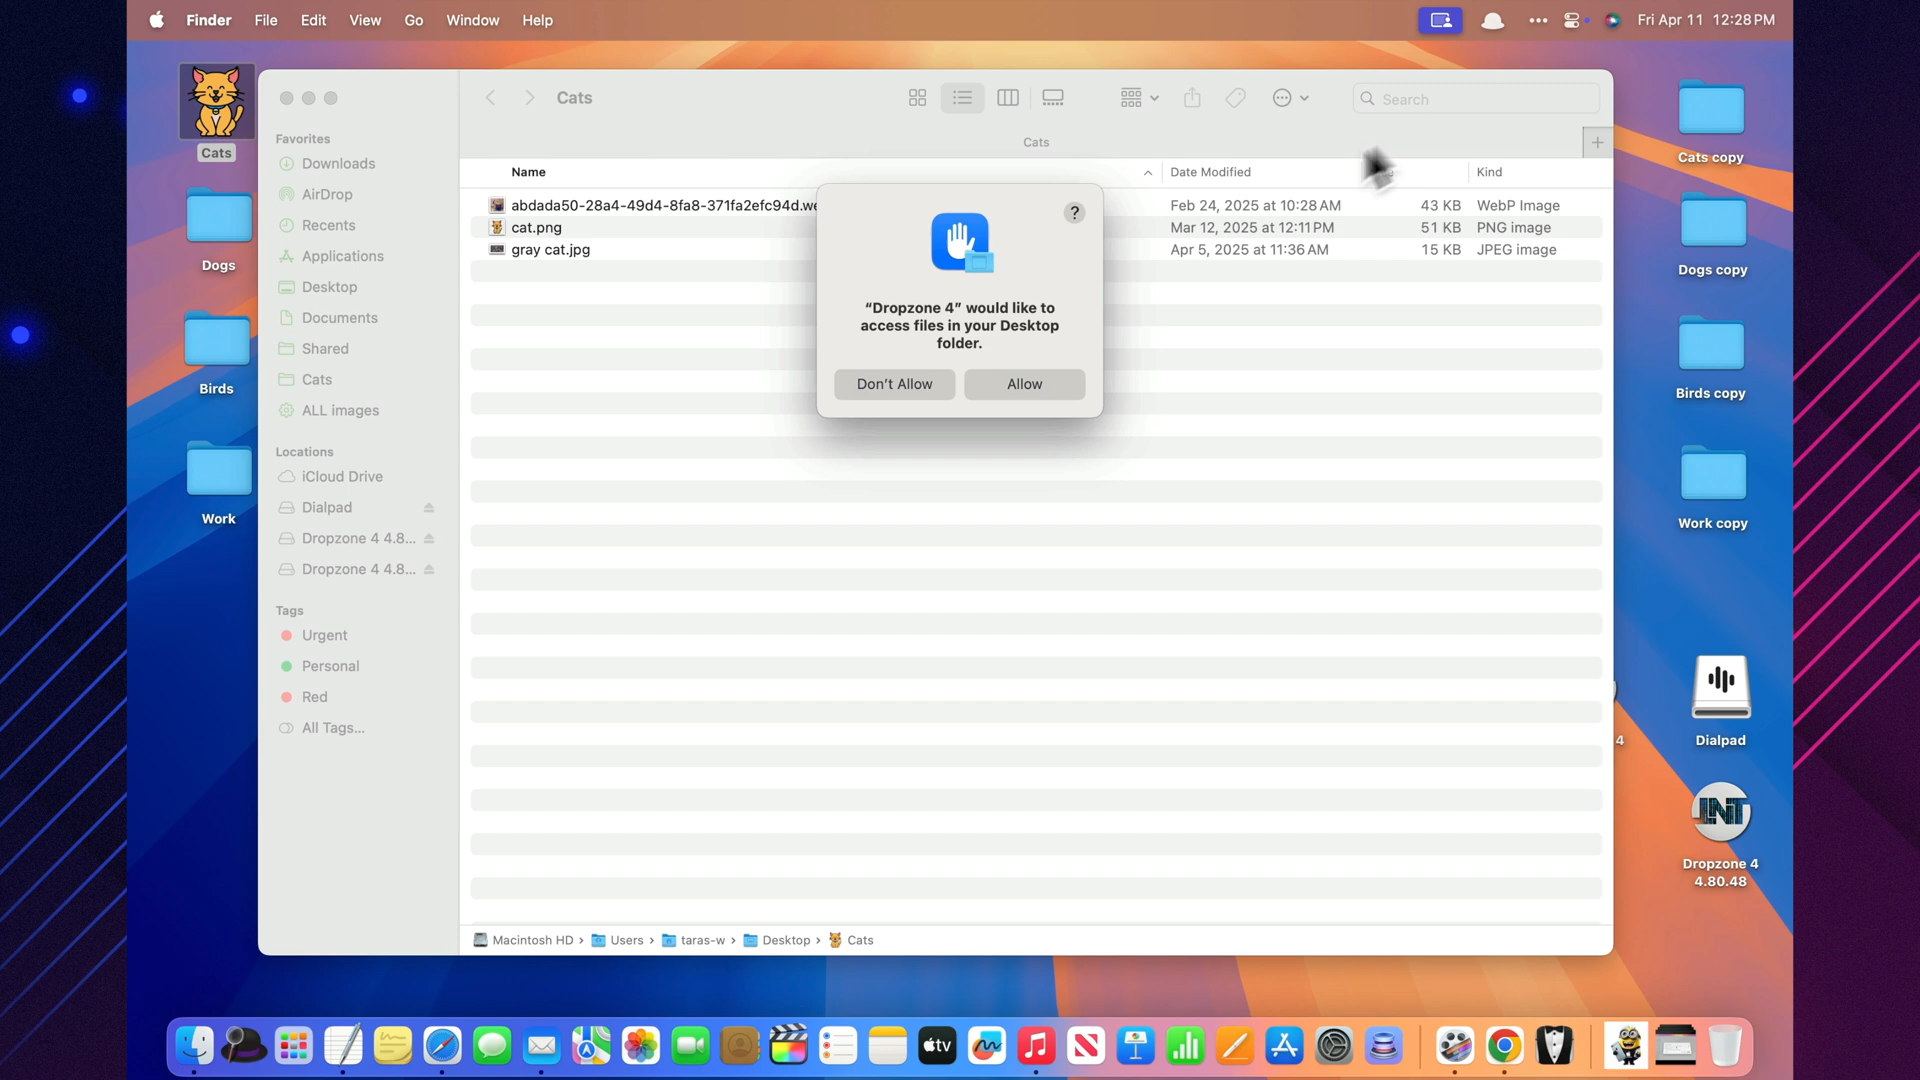 Finder File Edit View Go Window Help
Fri Apr 11 12:28 PM
Cats
Dogs
Birds
Work
Favorites
Downloads
AirDrop
Recents
Applications
Desktop
Documents
Shared
Cats
ALL images
Locations
iCloud Drive
Dialpad
Dropzone 4 4.8...
Dropzone 4 4.8...
Tags
Urgent
Personal
Red
All Tags...
Cats
Search
Cats
Name Date Modified Kind
abdada50-28a4-49d4-8fa8-371fa2efc94d.we Feb 24, 2025 at 10:28 AM 43 KB WebP Image
cat.png Mar 12, 2025 at 12:11 PM 51 KB PNG image
gray cat.jpg Apr 5, 2025 at 11:36 AM 15 KB JPEG image
?
“Dropzone 4” would like to
access files in your Desktop
folder.
Don't Allow Allow
Macintosh HD › Users › taras-w › Desktop › Cats
Cats copy
Dogs copy
Birds copy
Work copy
4
Dialpad
INT
Dropzone 4
4.80.48
tv